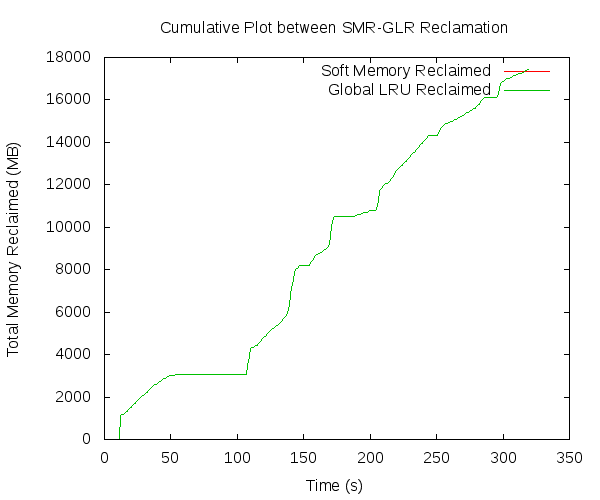 Cumulative Plot between SMR-GLR Reclamation
18000
16000
14000
12000
10000
8000
6000
4000
2000
0
Total Memory Reclaimed (MB)
Soft Memory Reclaimed
Global LRU Reclaimed
0 50 100 150 200 250 300 350
Time (s)